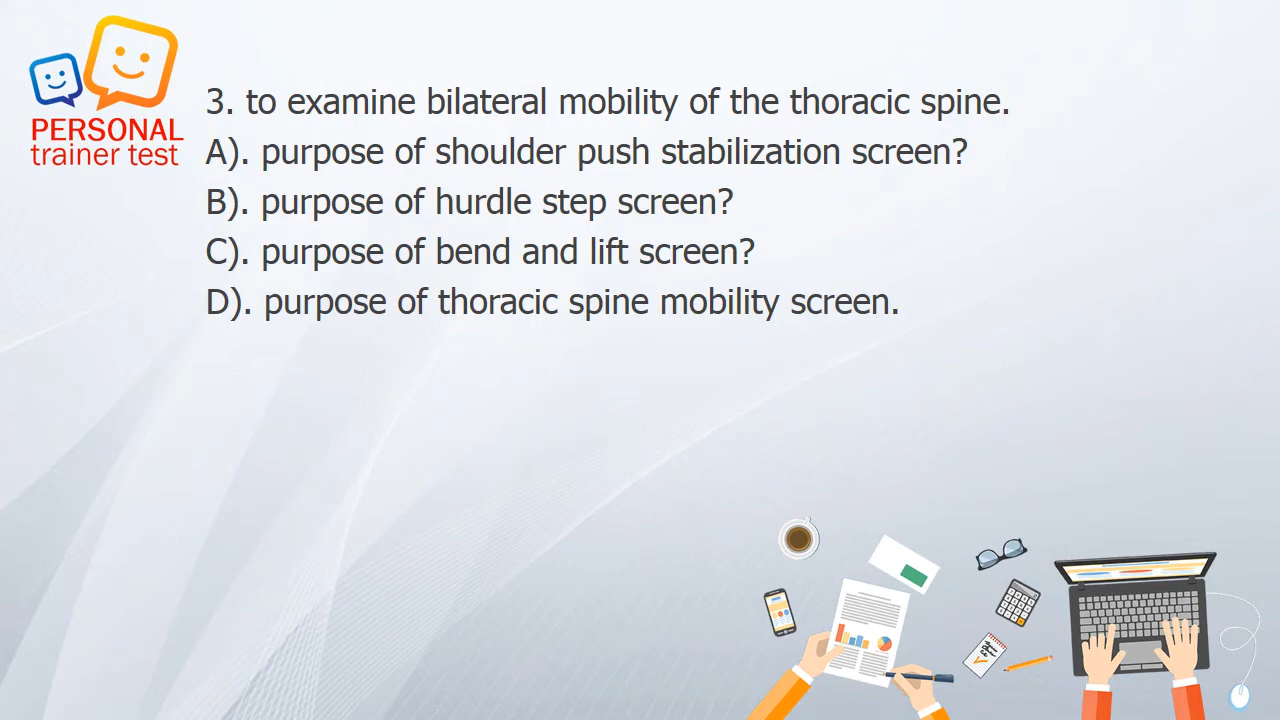 PERSONAL
trainer test
3. to examine bilateral mobility of the thoracic spine.
A). purpose of shoulder push stabilization screen?
B). purpose of hurdle step screen?
C). purpose of bend and lift screen?
D). purpose of thoracic spine mobility screen.